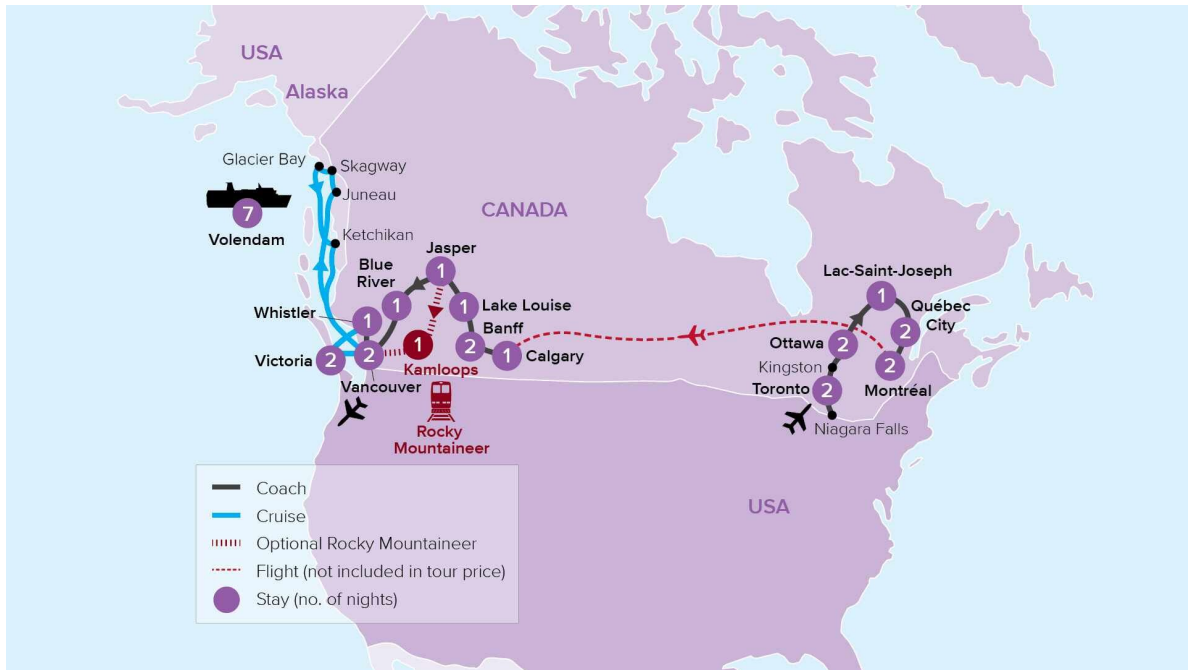 USA
Alaska
Glacier Bay
Skagway
Juneau
7
Volendam
CANADA
Ketchikan
Jasper
1
Blue
River
1
Lake Louise
1
Whistler
1
Banff
2
Calgary
1
Victoria
2
Vancouver
2
1
Kamloops
Rocky
Mountaineer
Lac-Saint-Joseph
1
Québec
City
2
Ottawa
2
Kingston
Toronto
2
Montréal
2
Niagara Falls
USA
Coach
Cruise
Optional Rocky Mountaineer
Flight (not included in tour price)
Stay (no. of nights)